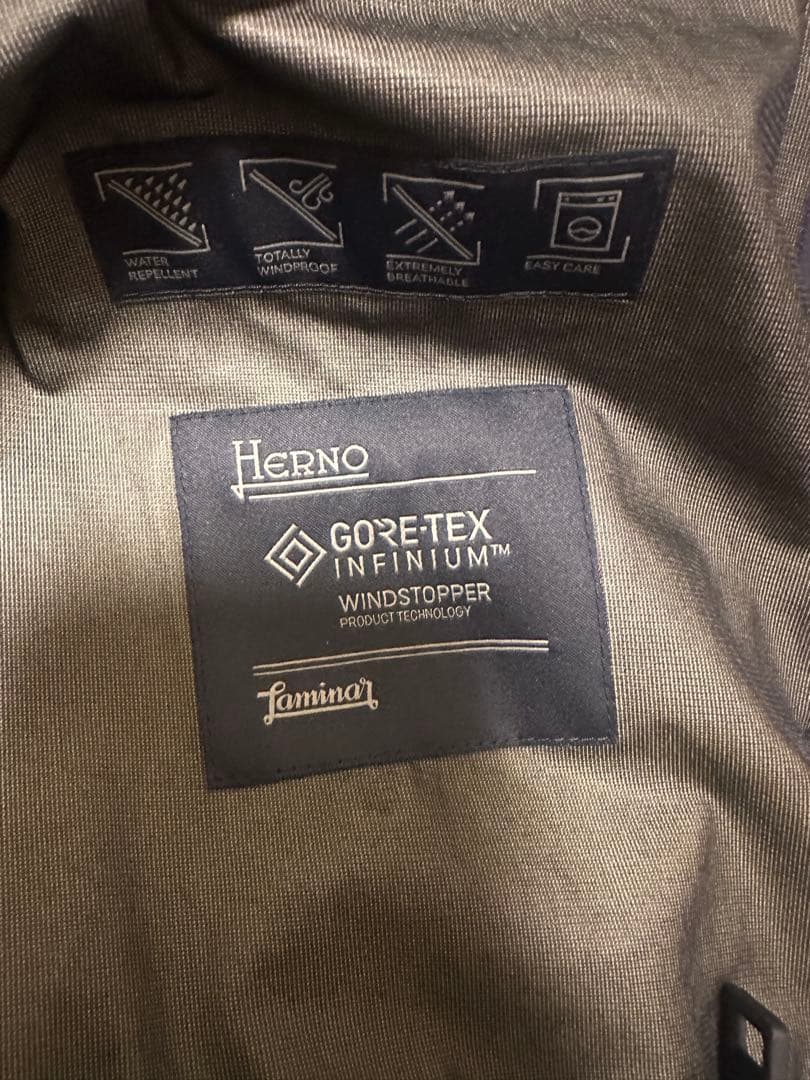 WATER
REPELLENT
TOTALLY
WINDPROOF
EXTREMELY
BREATHABLE
EASY CARE
HERNO
GORE-TEX
INFINIUM™
WINDSTOPPER
PRODUCT TECHNOLOGY
Laminar